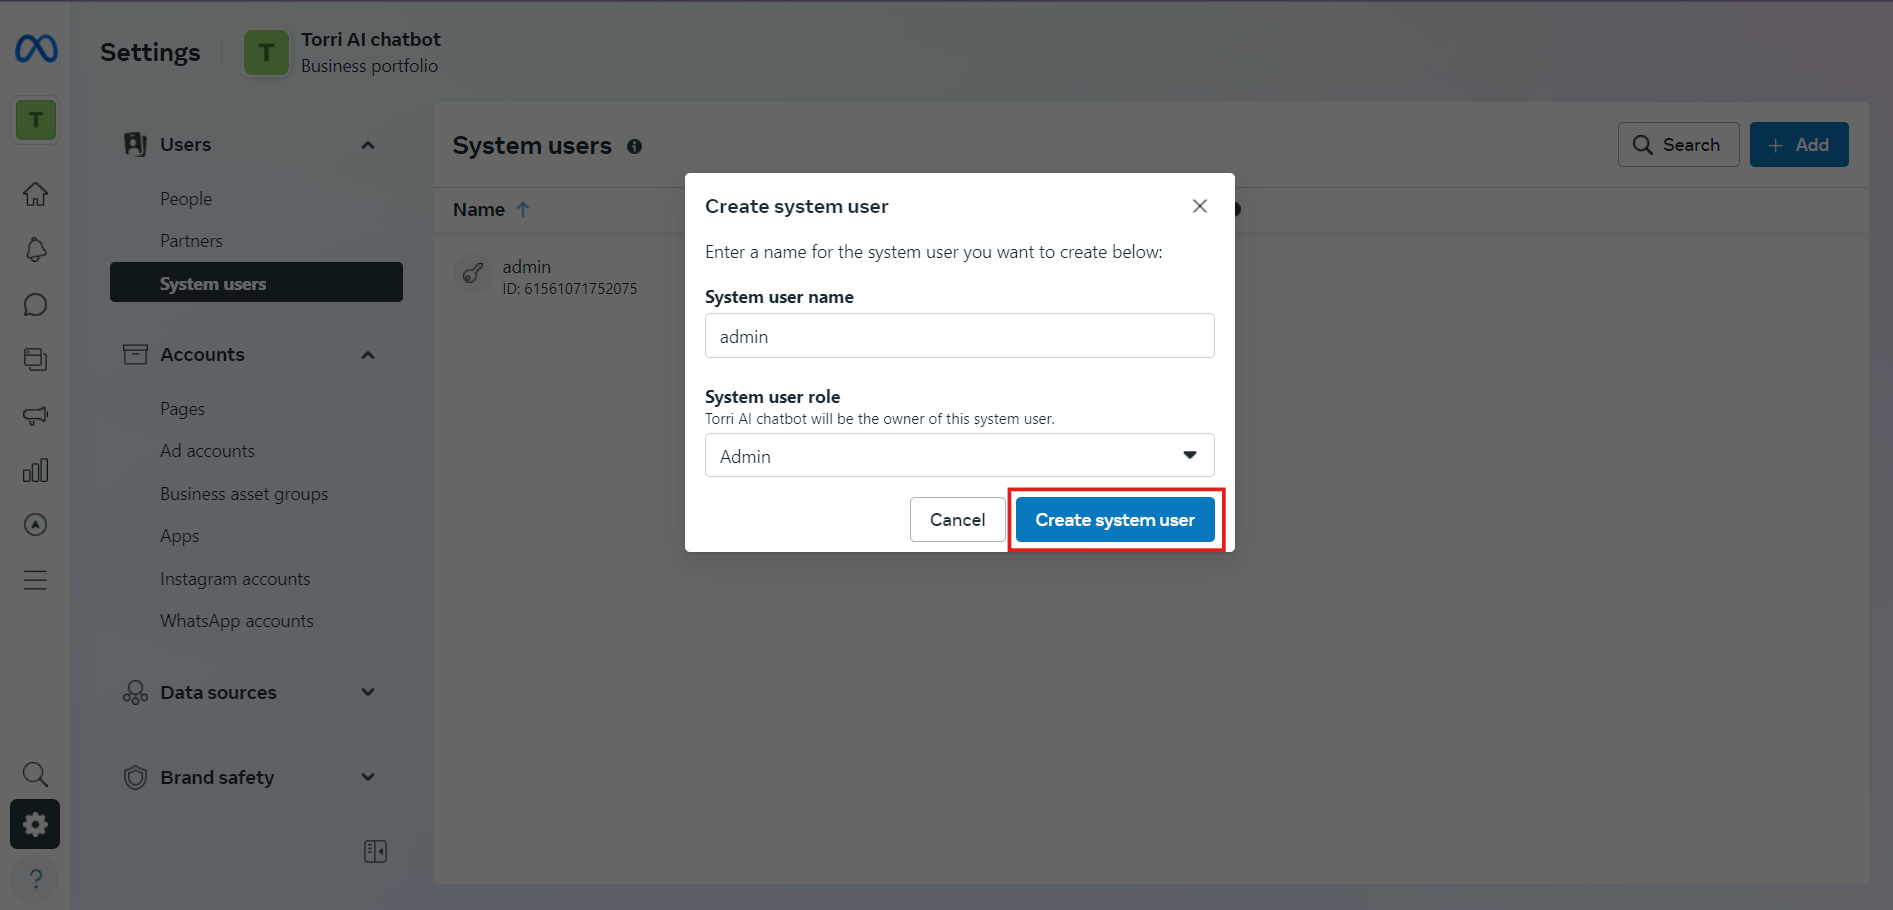 Settings
T
Torri AI chatbot
Business portfolio
T
Users
People
Partners
System users
Accounts
Pages
Ad accounts
Business asset groups
Apps
Instagram accounts
WhatsApp accounts
Data sources
Brand safety
?
System users
Search
+ Add
Name
admin
ID: 61561071752075
Create system user
Enter a name for the system user you want to create below:
System user name
admin
System user role
Torri AI chatbot will be the owner of this system user.
Admin
Cancel
Create system user